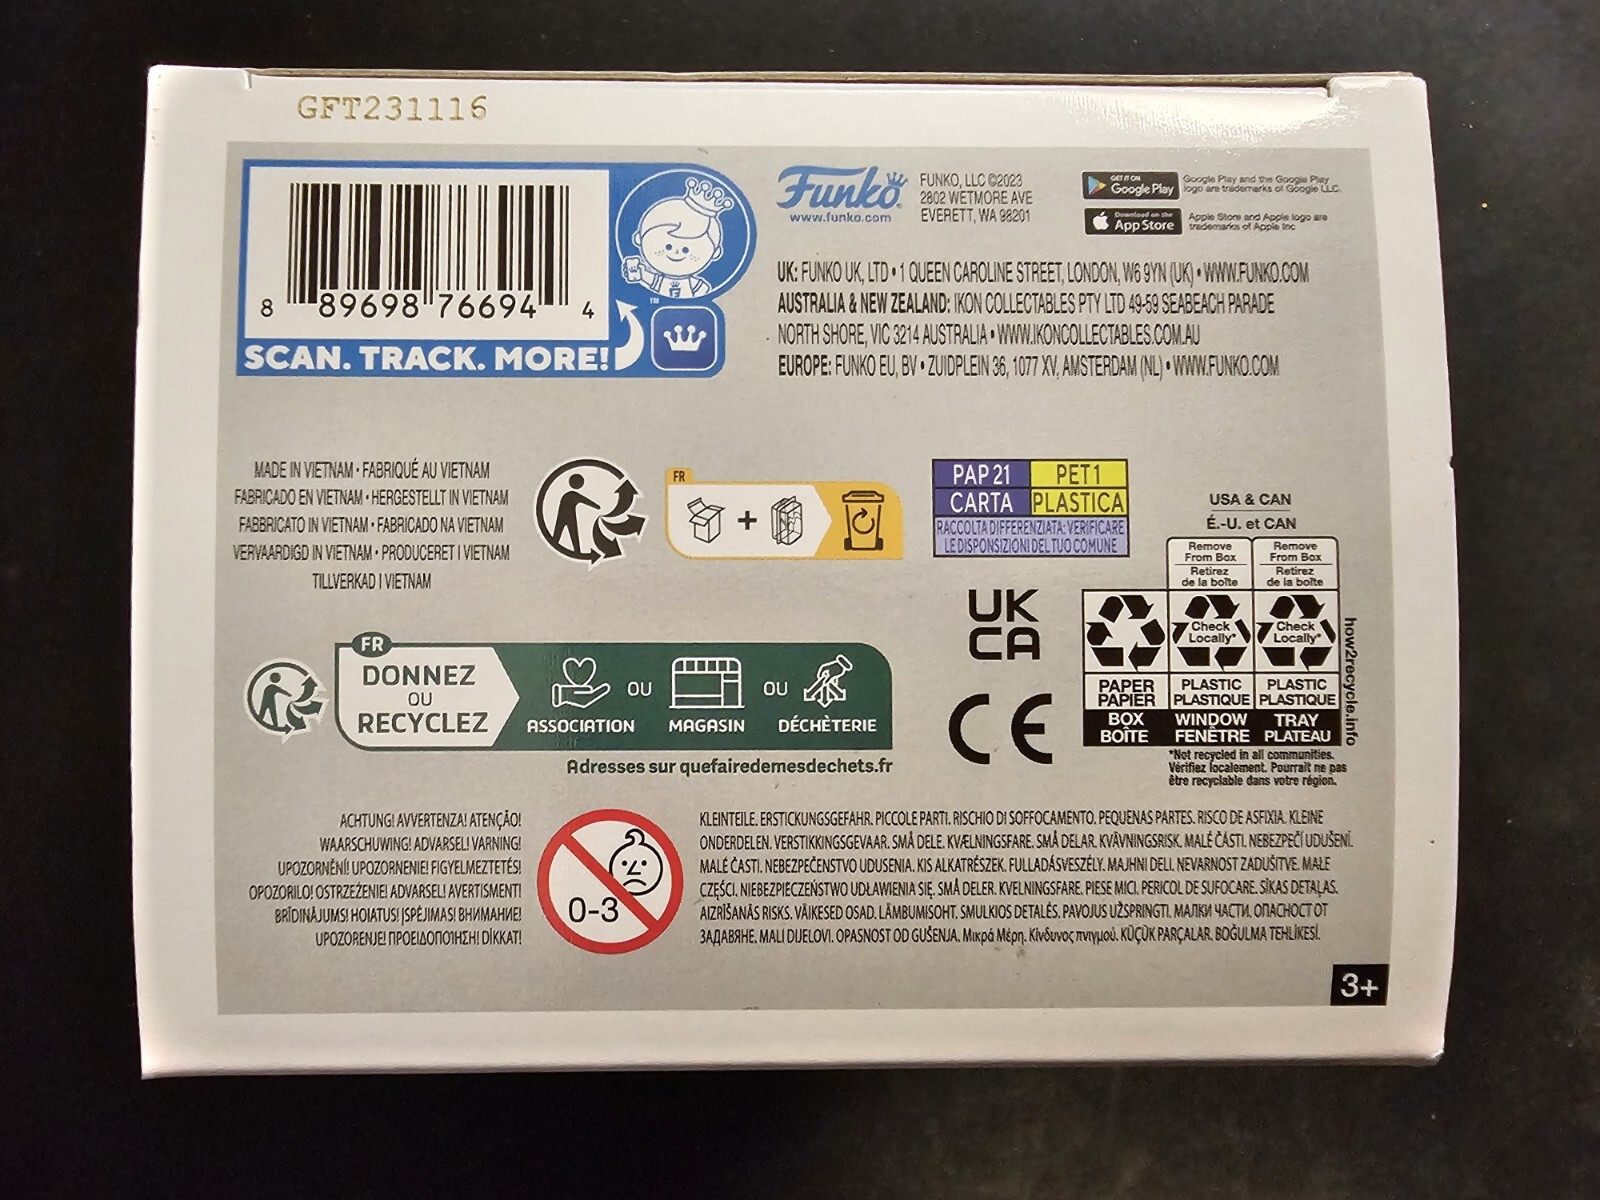 GFT231116
8 89698 76694 4
SCAN. TRACK. MORE!
™
Funko
www.funko.com
FUNKO, LLC ©2023
2802 WETMORE AVE
EVERETT, WA 98201
GET IT ON
Google Play
Google Play and the Google Play
logo are trademarks of Google LLC.
Download on the
App Store
Apple Store and Apple logo are
trademarks of Apple Inc
UK: FUNKO UK, LTD • 1 QUEEN CAROLINE STREET, LONDON, W6 9YN (UK) • WWW.FUNKO.COM
AUSTRALIA & NEW ZEALAND: IKON COLLECTABLES PTY LTD 49-59 SEABEACH PARADE
NORTH SHORE, VIC 3214 AUSTRALIA • WWW.IKONCOLLECTABLES.COM.AU
EUROPE: FUNKO EU, BV • ZUIDPLEIN 36, 1077 XV, AMSTERDAM (NL) • WWW.FUNKO.COM
MADE IN VIETNAM • FABRIQUÉ AU VIETNAM
FABRICADO EN VIETNAM • HERGESTELLT IN VIETNAM
FABBRICATO IN VIETNAM • FABRICADO NA VIETNAM
VERVAARDIGD IN VIETNAM • PRODUCERET I VIETNAM
TILLVERKAD I VIETNAM
FR
+
PAP 21 PET1
CARTA PLASTICA
RACCOLTA DIFFERENZIATA: VERIFICARE
LE DISPONSIZIONI DEL TUO COMUNE
USA & CAN
É.-U. et CAN
Remove
From Box
Retirez
de la boîte
Remove
From Box
Retirez
de la boîte
Check
Locally*
Check
Locally*
PAPER
PAPIER
PLASTIC
PLASTIQUE
PLASTIC
PLASTIQUE
BOX
BOÎTE
WINDOW
FENÊTRE
TRAY
PLATEAU
how2recycle.info
*Not recycled in all communities.
Vérifiez localement. Pourrait ne pas
être recyclable dans votre région.
UK
CA
CE
FR
DONNEZ
OU
RECYCLEZ
ASSOCIATION
OU
MAGASIN
OU
DÉCHÈTERIE
Adresses sur quefairedemesdechets.fr
ACHTUNG! AVVERTENZA! ATENÇÃO!
WAARSCHUWING! ADVARSEL! VARNING!
UPOZORNĚNÍ! UPOZORNENIE! FIGYELMEZTETÉS!
OPOZORILO! OSTRZEŻENIE! ADVARSEL! AVERTISMENT!
BRĪDINĀJUMS! HOIATUS! ĮSPĖJIMAS! ВНИМАНИЕ!
UPOZORENJE! ΠΡΟΕΙΔΟΠΟΙΗΣΗ! DİKKAT!
0-3
KLEINTEILE. ERSTICKUNGSGEFAHR. PICCOLE PARTI. RISCHIO DI SOFFOCAMENTO. PEQUENAS PARTES. RISCO DE ASFIXIA. KLEINE
ONDERDELEN. VERSTIKKINGSGEVAAR. SMÅ DELE. KVÆLNINGSFARE. SMÅ DELAR. KVÄVNINGSRISK. MALÉ ČÁSTI. NEBEZPEČÍ UDUŠENÍ.
MALÉ ČASTI. NEBEZPEČENSTVO UDUSENIA. KIS ALKATRÉSZEK. FULLADÁSVESZÉLY. MAJHNI DELI. NEVARNOST ZADUŠITVE. MAŁE
CZĘŚCI. NIEBEZPIECZEŃSTWO UDŁAWIENIA SIĘ. SMÅ DELER. KVELNINGSFARE. PIESE MICI. PERICOL DE SUFOCARE. SĪKAS DETAĻAS.
AIZRĪŠANĀS RISKS. VÄIKESED OSAD. LÄMBUMISOHT. SMULKIOS DETALĖS. PAVOJUS UŽSPRINGTI. МАЛКИ ЧАСТИ. ОПАСНОСТ ОТ
ЗАДАВЯНЕ. MALI DIJELOVI. OPASNOST OD GUŠENJA. Μικρά Μέρη. Κίνδυνος πνιγμού. KÜÇÜK PARÇALAR. BOĞULMA TEHLİKESİ.
3+